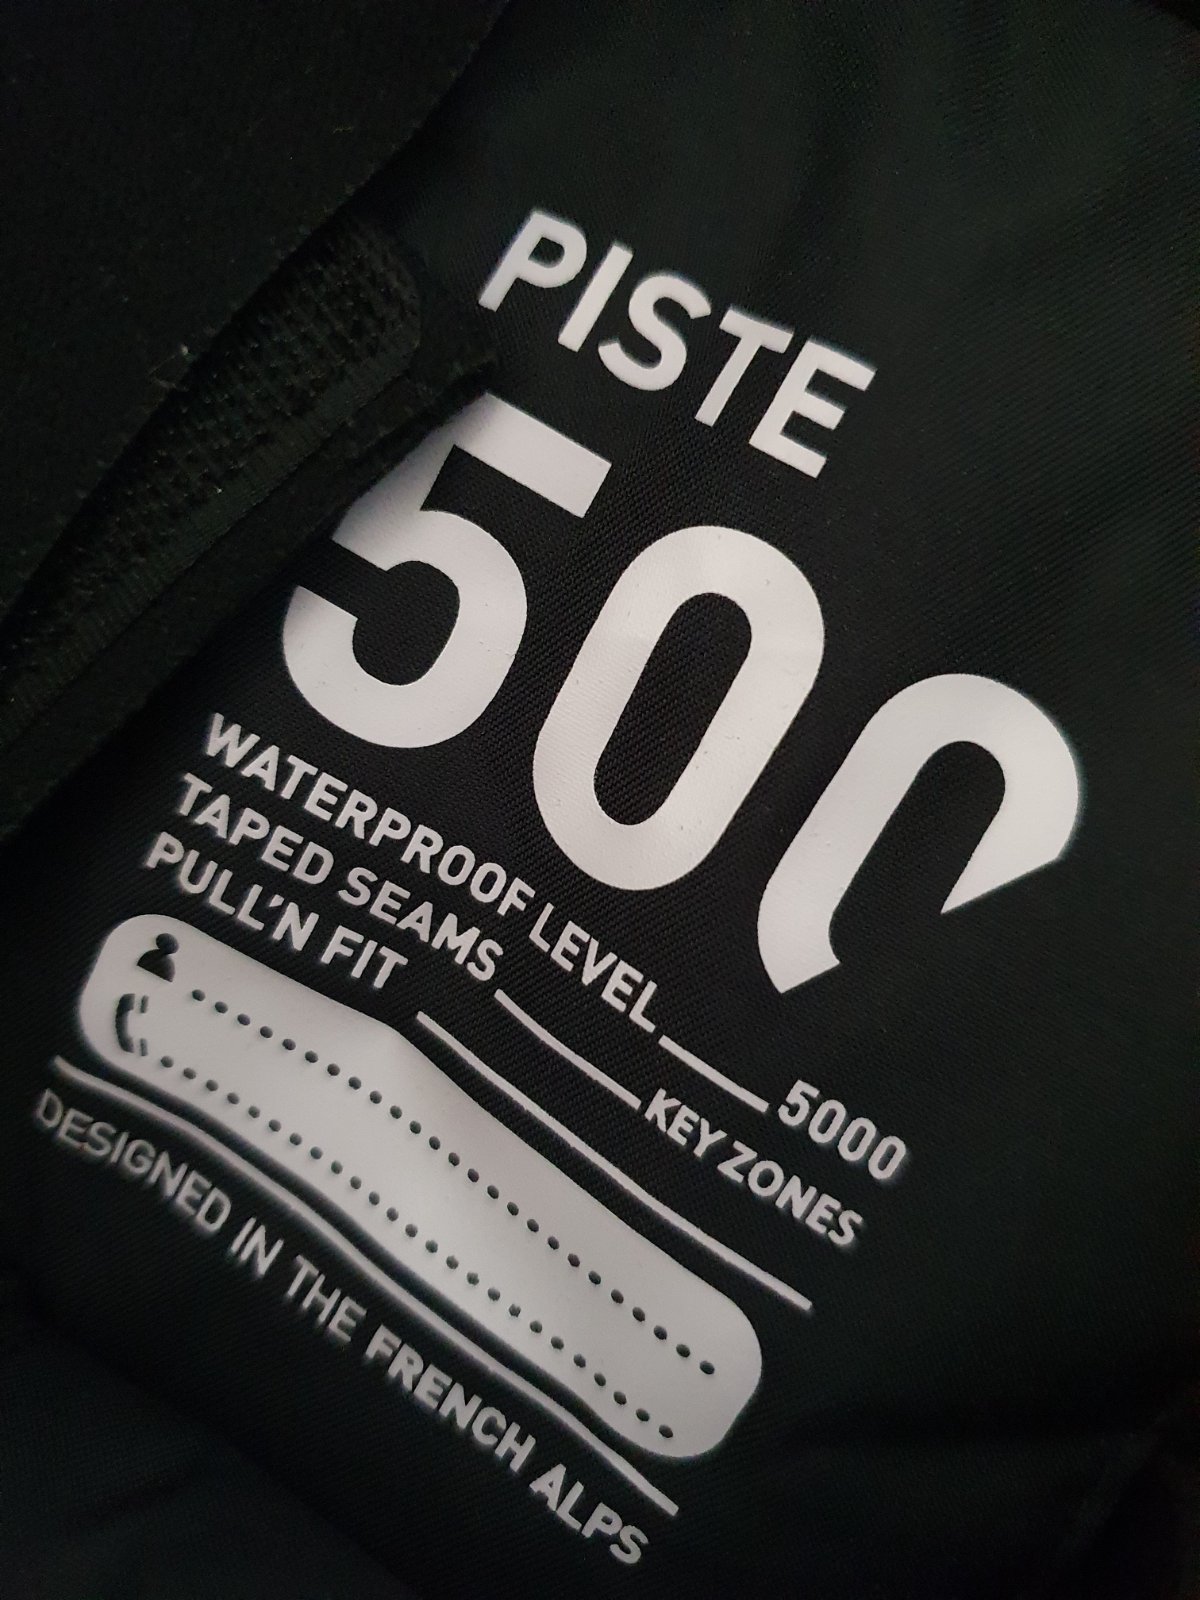 PISTE
500
WATERPROOF LEVEL 5000
TAPED SEAMS KEY ZONES
PULL'N FIT
DESIGNED IN THE FRENCH ALPS